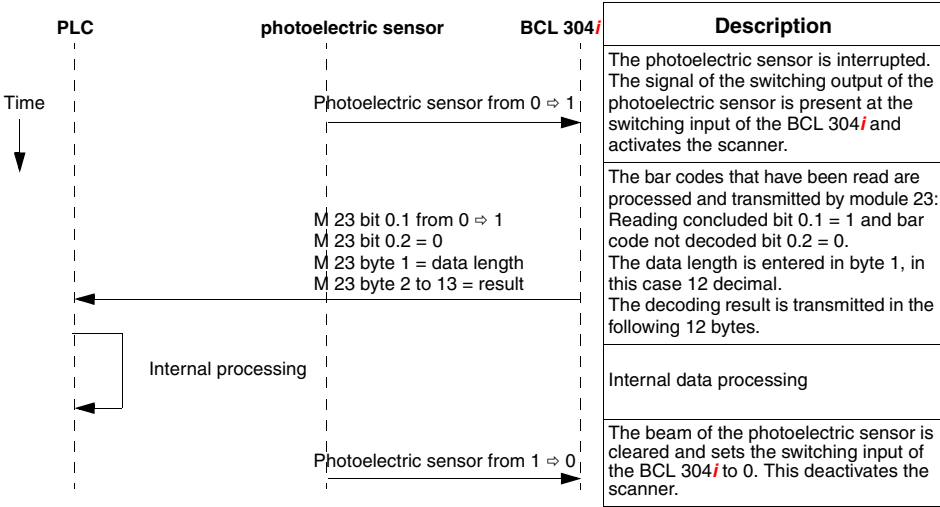 PLC
photoelectric sensor
BCL 304i
Description
Time
Photoelectric sensor from 0 ⇨ 1
The photoelectric sensor is interrupted.
The signal of the switching output of the
photoelectric sensor is present at the
switching input of the BCL 304i and
activates the scanner.
M 23 bit 0.1 from 0 ⇨ 1
M 23 bit 0.2 = 0
M 23 byte 1 = data length
M 23 byte 2 to 13 = result
The bar codes that have been read are
processed and transmitted by module 23:
Reading concluded bit 0.1 = 1 and bar
code not decoded bit 0.2 = 0.
The data length is entered in byte 1, in
this case 12 decimal.
The decoding result is transmitted in the
following 12 bytes.
Internal processing
Internal data processing
Photoelectric sensor from 1 ⇨ 0
The beam of the photoelectric sensor is
cleared and sets the switching input of
the BCL 304i to 0. This deactivates the
scanner.